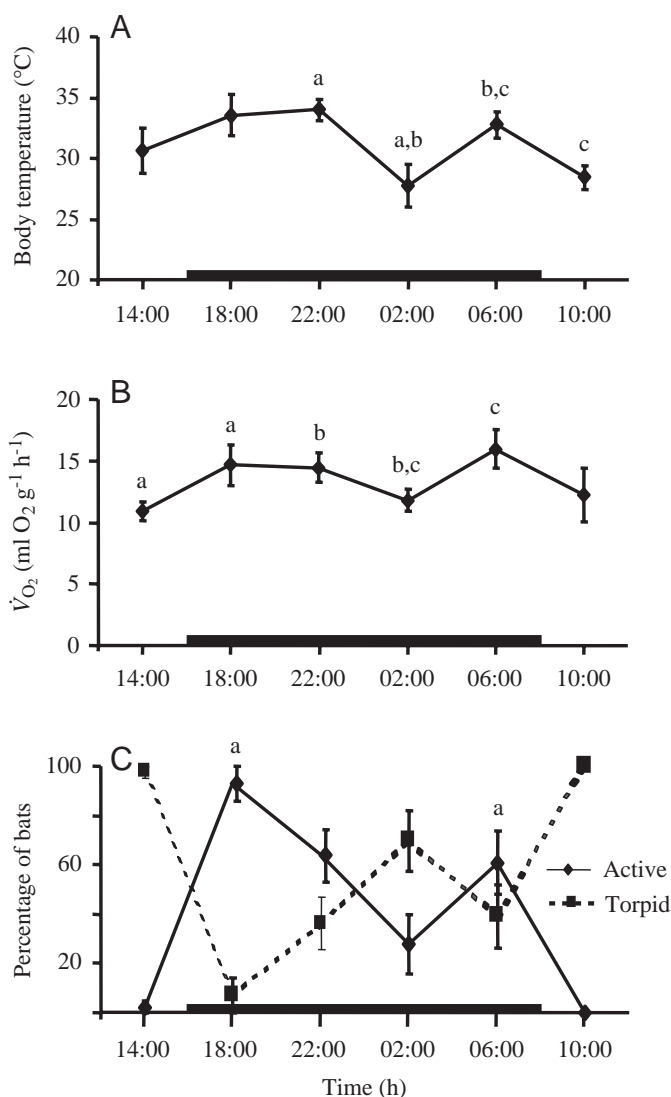 A
Body temperature (°C)
40
35
30
25
20
a
a,b
b,c
c
14:00 18:00 22:00 02:00 06:00 10:00
B
V̇O₂ (ml O₂ g⁻¹ h⁻¹)
20
15
10
5
0
a
a
b
b,c
c
14:00 18:00 22:00 02:00 06:00 10:00
C
Percentage of bats
100
60
20
a
a
Active
Torpid
14:00 18:00 22:00 02:00 06:00 10:00
Time (h)